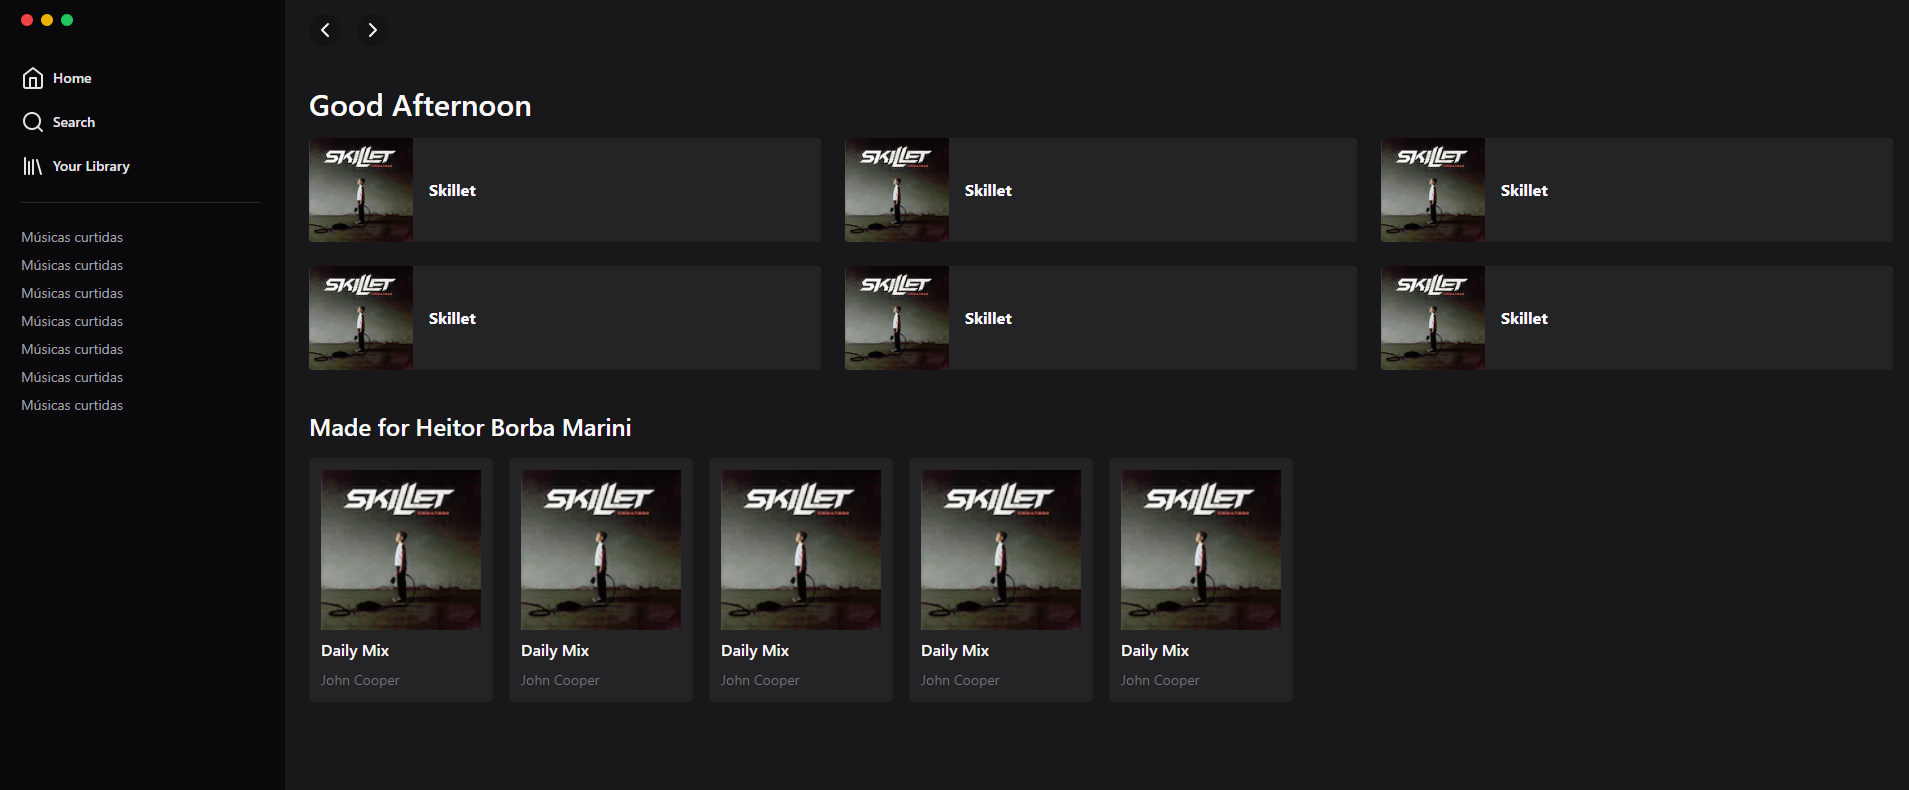 Home
Search
Your Library
Músicas curtidas
Músicas curtidas
Músicas curtidas
Músicas curtidas
Músicas curtidas
Músicas curtidas
Músicas curtidas
Good Afternoon
SKILLET
Skillet
SKILLET
Skillet
SKILLET
Skillet
SKILLET
Skillet
SKILLET
Skillet
SKILLET
Skillet
Made for Heitor Borba Marini
SKILLET
Daily Mix
John Cooper
SKILLET
Daily Mix
John Cooper
SKILLET
Daily Mix
John Cooper
SKILLET
Daily Mix
John Cooper
SKILLET
Daily Mix
John Cooper